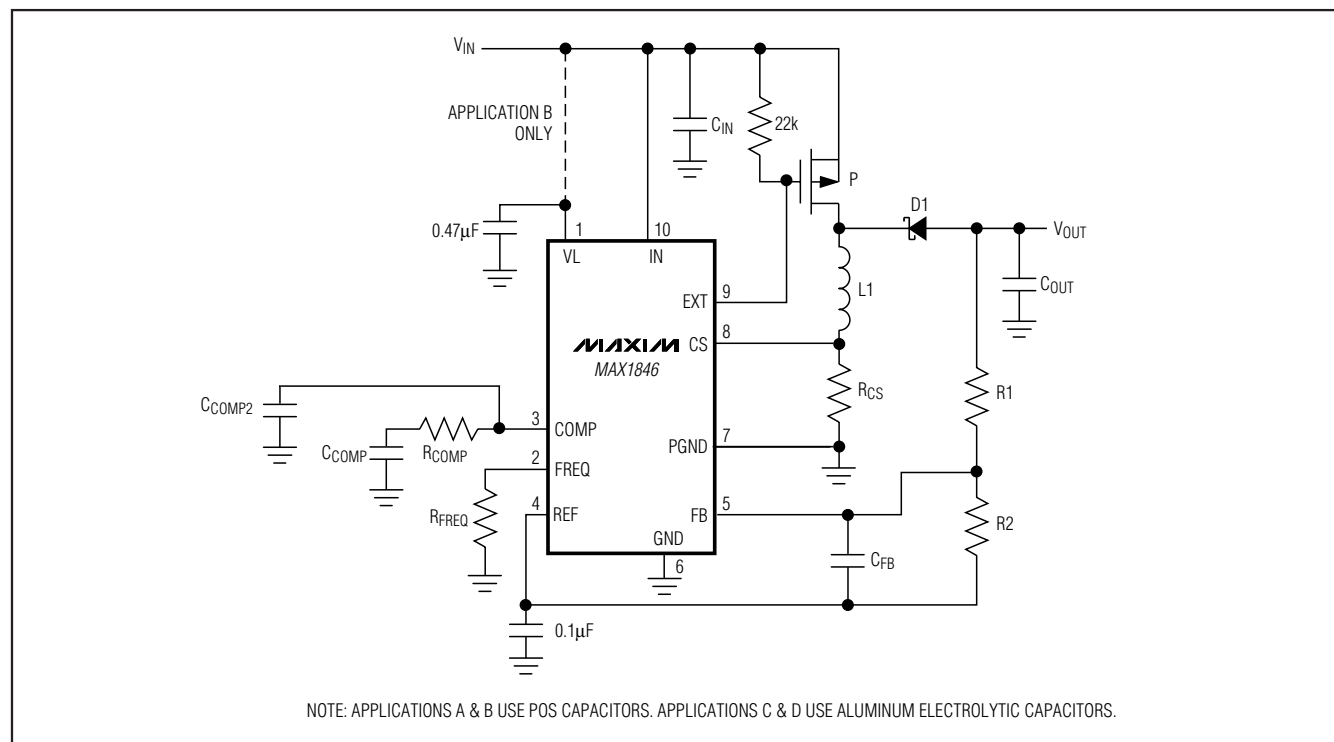 VIN
APPLICATION B
ONLY
CIN
22k
P
D1
VOUT
0.47µF
1
10
VL
IN
L1
COUT
EXT
9
MAXIM
MAX1846
CS
8
RCS
R1
CCOMP2
3
COMP
PGND
7
CCOMP
RCOMP
2
FREQ
RFREQ
4
REF
FB
5
R2
GND
6
CFB
0.1µF
NOTE: APPLICATIONS A & B USE POS CAPACITORS. APPLICATIONS C & D USE ALUMINUM ELECTROLYTIC CAPACITORS.